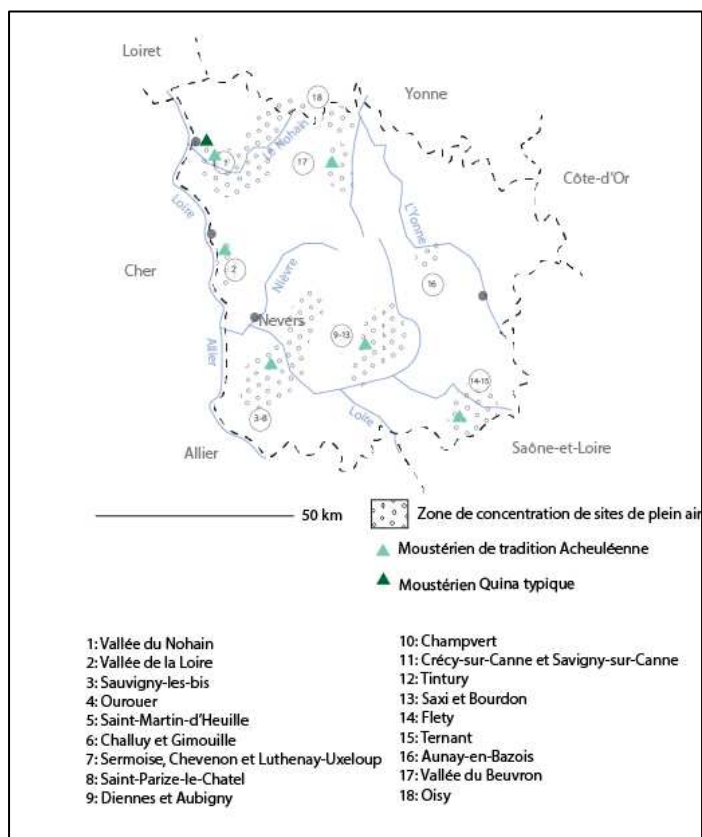 Loiret
Yonne
18
Le Nohain
1
17
Côte-d'Or
Loire
L'Yonne
Cher
2
Nièvre
16
Nevers
9-13
Allier
14-15
3-8
Loire
Allier
Saône-et-Loire
50 km
Zone de concentration de sites de plein air
Moustérien de tradition Acheuléenne
Moustérien Quina typique
1: Vallée du Nohain
2: Vallée de la Loire
3: Sauvigny-les-bis
4: Ourouer
5: Saint-Martin-d'Heuille
6: Challuy et Gimouille
7: Sermoise, Chevenon et Luthenay-Uxeloup
8: Saint-Parize-le-Chatel
9: Diennes et Aubigny
10: Champvert
11: Crécy-sur-Canne et Savigny-sur-Canne
12: Tintury
13: Saxi et Bourdon
14: Flety
15: Ternant
16: Aunay-en-Bazois
17: Vallée du Beuvron
18: Oisy